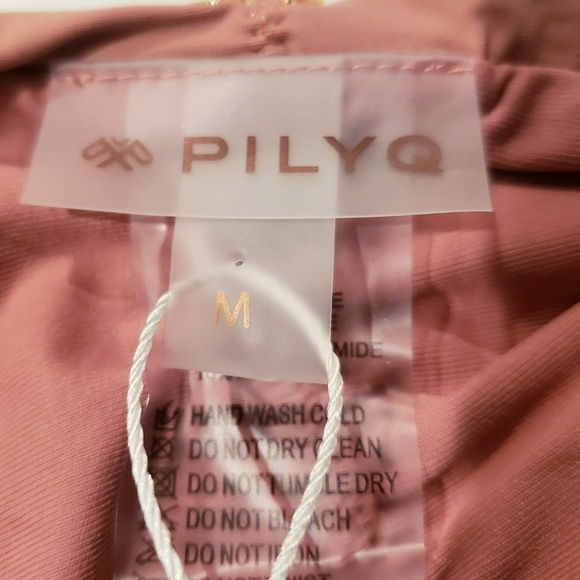 PILYQ
M
HAND WASH COLD
DO NOT DRY CLEAN
DO NOT TUMBLE DRY
DO NOT BLEACH
DO NOT IRON